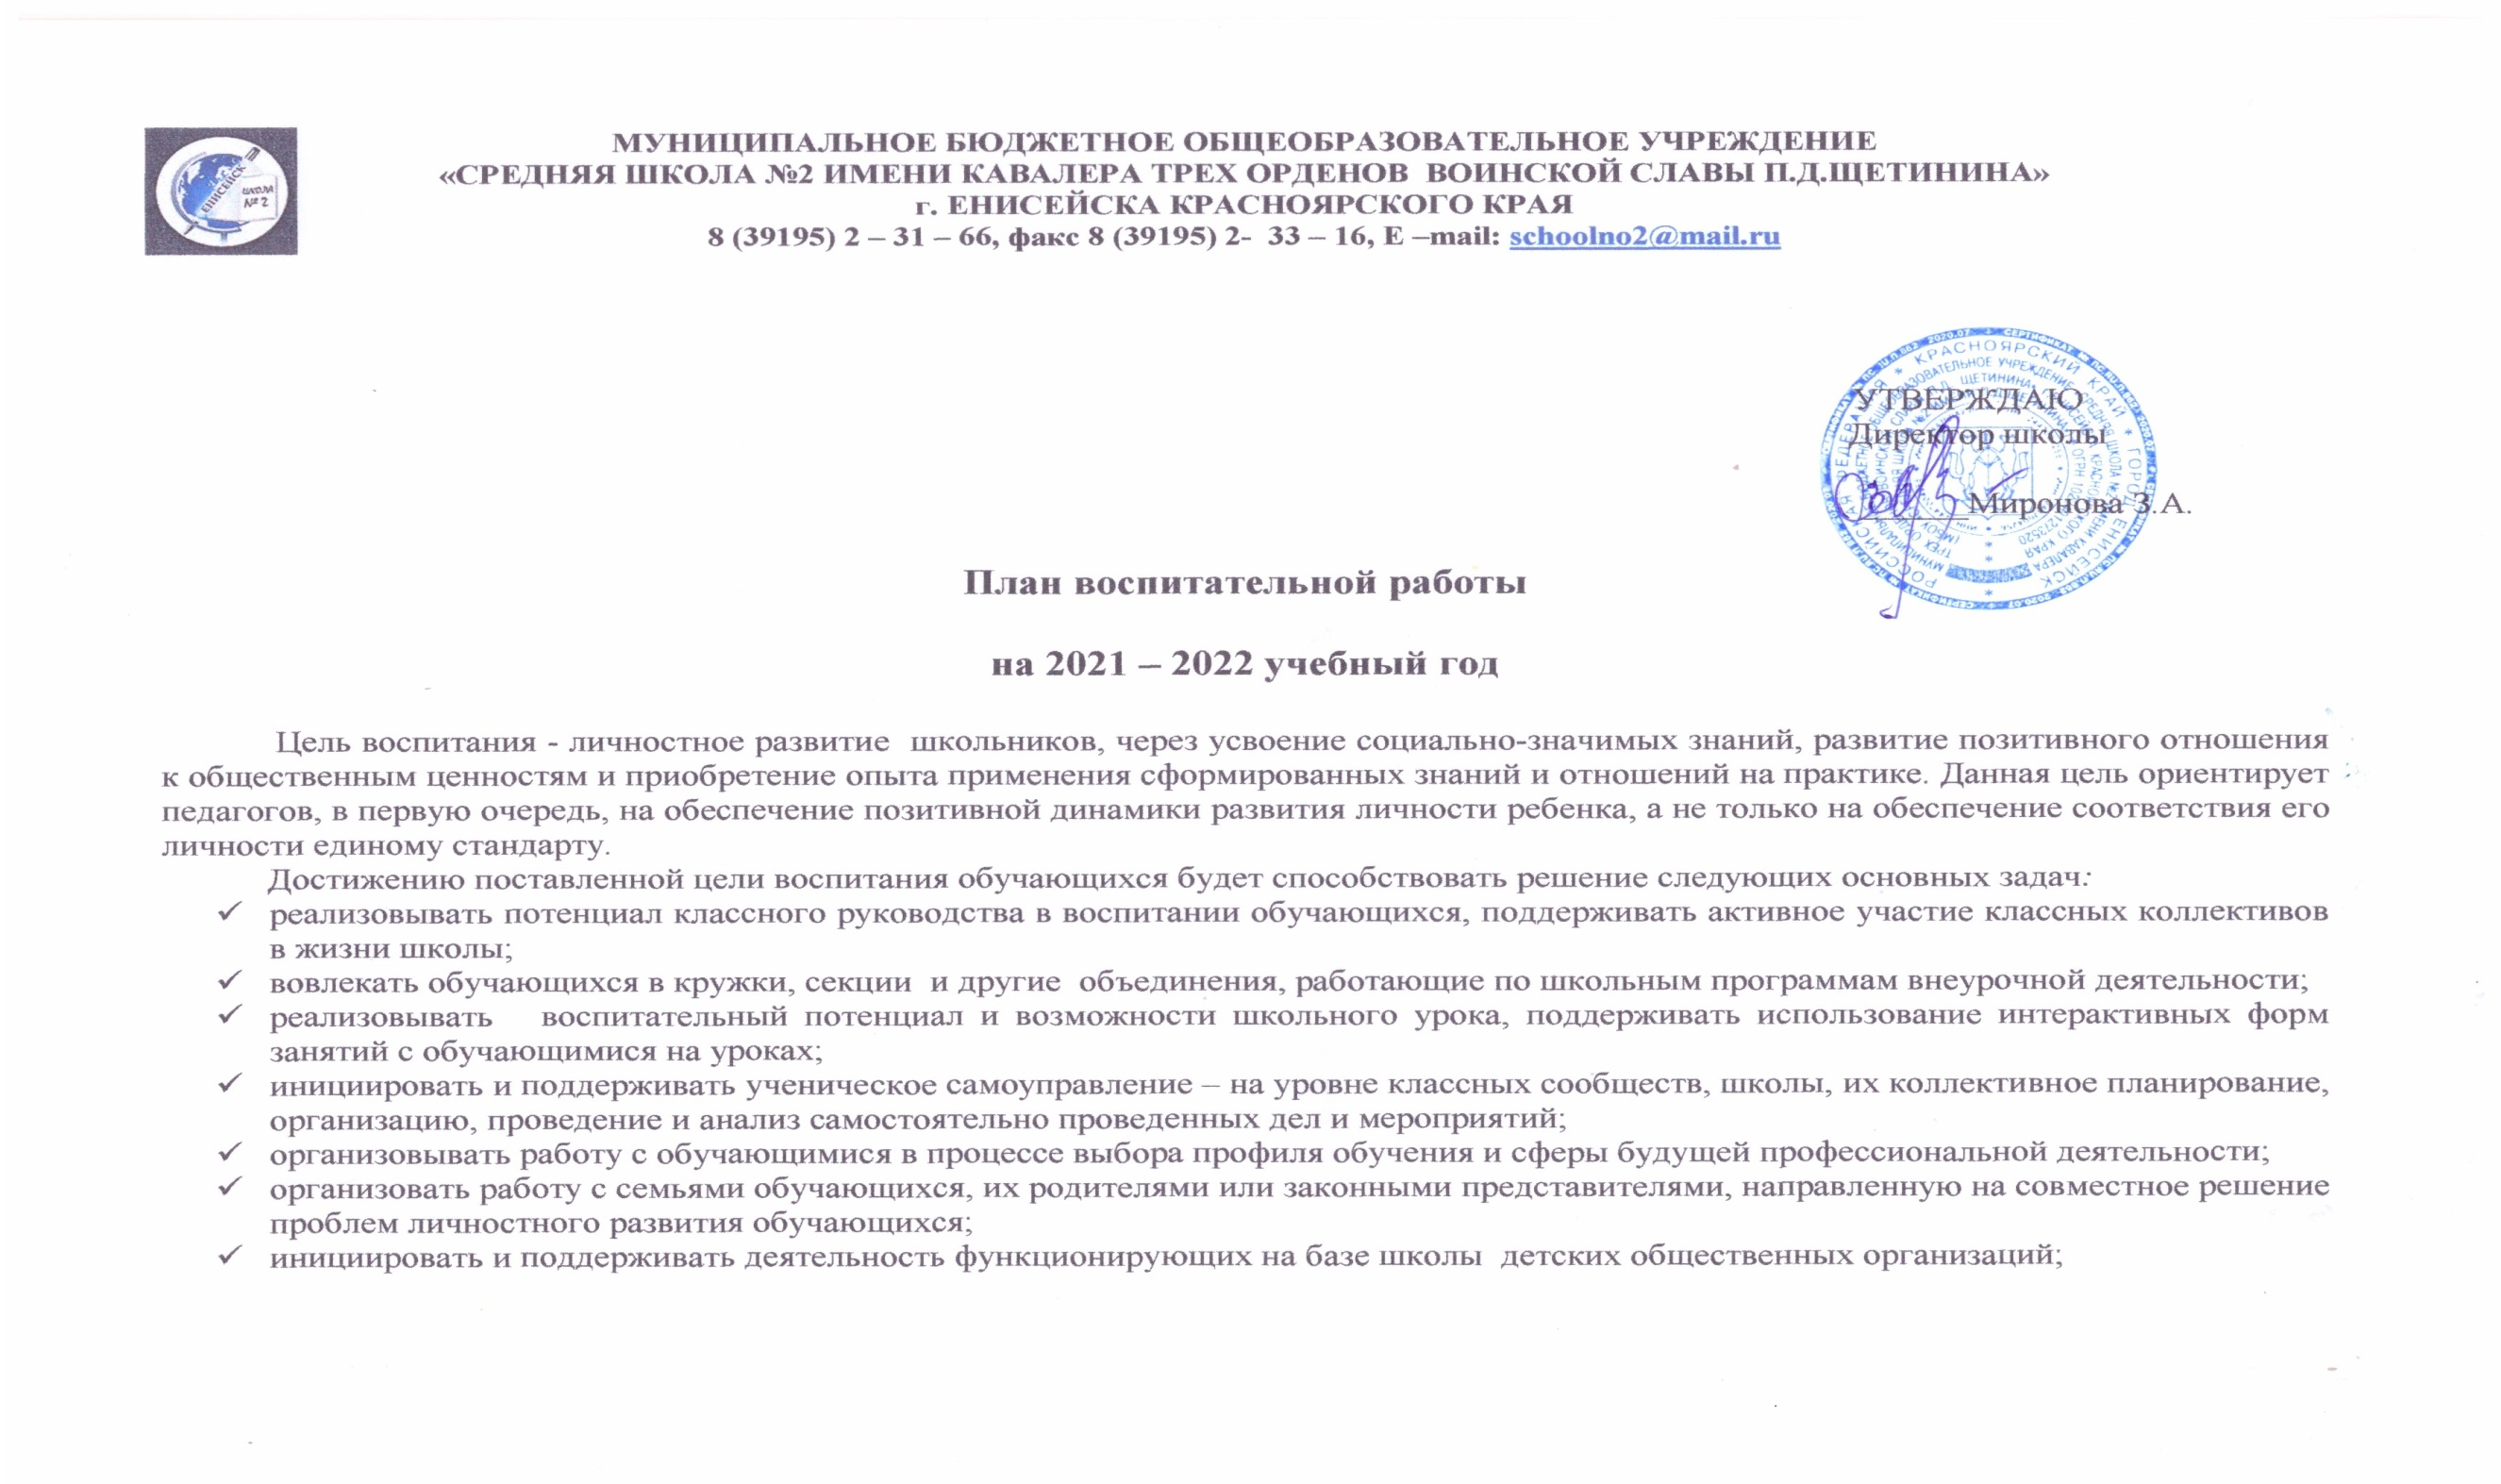 ЕНИСЕЙСК
ШКОЛА
№ 2
МУНИЦИПАЛЬНОЕ БЮДЖЕТНОЕ ОБЩЕОБРАЗОВАТЕЛЬНОЕ УЧРЕЖДЕНИЕ
«СРЕДНЯЯ ШКОЛА №2 ИМЕНИ КАВАЛЕРА ТРЕХ ОРДЕНОВ ВОИНСКОЙ СЛАВЫ П.Д.ЩЕТИНИНА»
г. ЕНИСЕЙСКА КРАСНОЯРСКОГО КРАЯ
8 (39195) 2 – 31 – 66, факс 8 (39195) 2- 33 – 16, E –mail: schoolno2@mail.ru
УТВЕРЖДАЮ
Директор школы
Миронова З.А.
РОССИЙСКАЯ ФЕДЕРАЦИЯ * КРАСНОЯРСКИЙ КРАЙ * ГОРОД ЕНИСЕЙСК
План воспитательной работы
на 2021 – 2022 учебный год
Цель воспитания - личностное развитие школьников, через усвоение социально-значимых знаний, развитие позитивного отношения
к общественным ценностям и приобретение опыта применения сформированных знаний и отношений на практике. Данная цель ориентирует
педагогов, в первую очередь, на обеспечение позитивной динамики развития личности ребенка, а не только на обеспечение соответствия его
личности единому стандарту.
Достижению поставленной цели воспитания обучающихся будет способствовать решение следующих основных задач:
✓ реализовывать потенциал классного руководства в воспитании обучающихся, поддерживать активное участие классных коллективов
в жизни школы;
✓ вовлекать обучающихся в кружки, секции и другие объединения, работающие по школьным программам внеурочной деятельности;
✓ реализовывать воспитательный потенциал и возможности школьного урока, поддерживать использование интерактивных форм
занятий с обучающимися на уроках;
✓ инициировать и поддерживать ученическое самоуправление – на уровне классных сообществ, школы, их коллективное планирование,
организацию, проведение и анализ самостоятельно проведенных дел и мероприятий;
✓ организовывать работу с обучающимися в процессе выбора профиля обучения и сферы будущей профессиональной деятельности;
✓ организовать работу с семьями обучающихся, их родителями или законными представителями, направленную на совместное решение
проблем личностного развития обучающихся;
✓ инициировать и поддерживать деятельность функционирующих на базе школы детских общественных организаций;